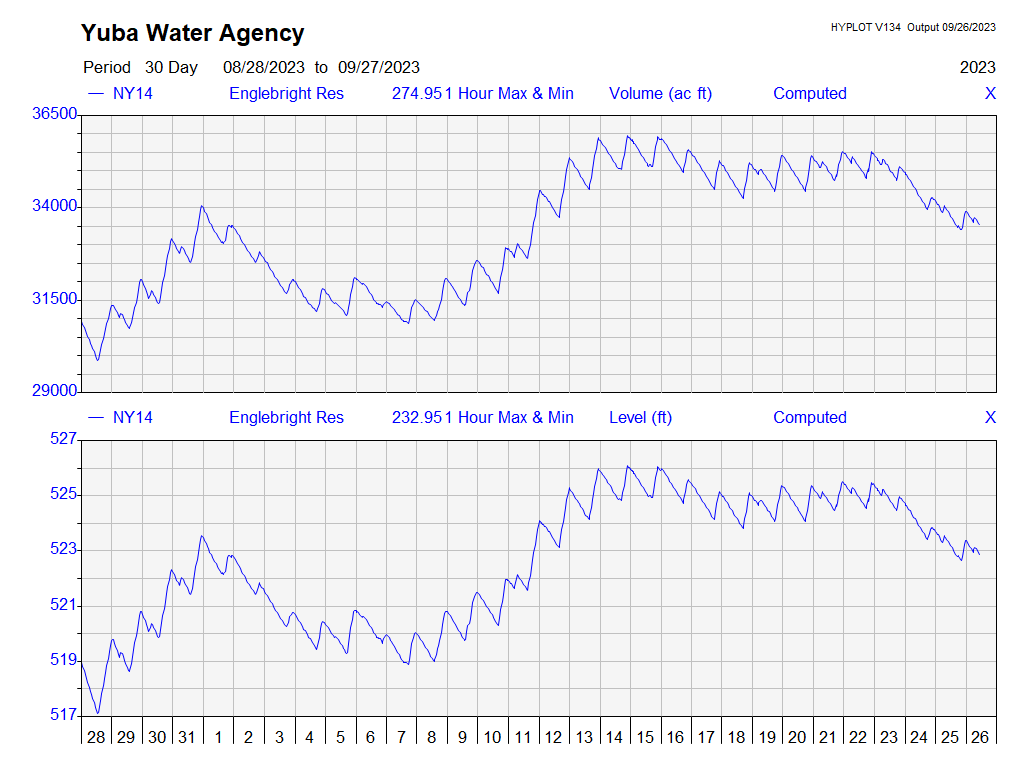 Yuba Water Agency
HYPLOT V134 Output 09/26/2023
Period 30 Day 08/28/2023 to 09/27/2023
2023
— NY14 Englebright Res 274.951 Hour Max & Min Volume (ac ft) Computed X
36500
34000
31500
29000
— NY14 Englebright Res 232.951 Hour Max & Min Level (ft) Computed X
527
525
523
521
519
517
28 29 30 31 1 2 3 4 5 6 7 8 9 10 11 12 13 14 15 16 17 18 19 20 21 22 23 24 25 26